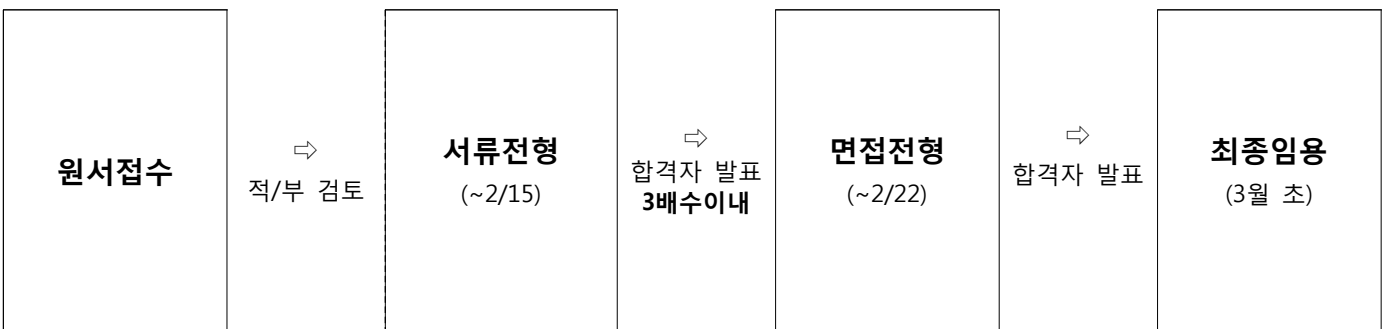 원서접수
⇨
적/부 검토
서류전형
(~2/15)
⇨
합격자 발표
3배수이내
면접전형
(~2/22)
⇨
합격자 발표
최종임용
(3월 초)